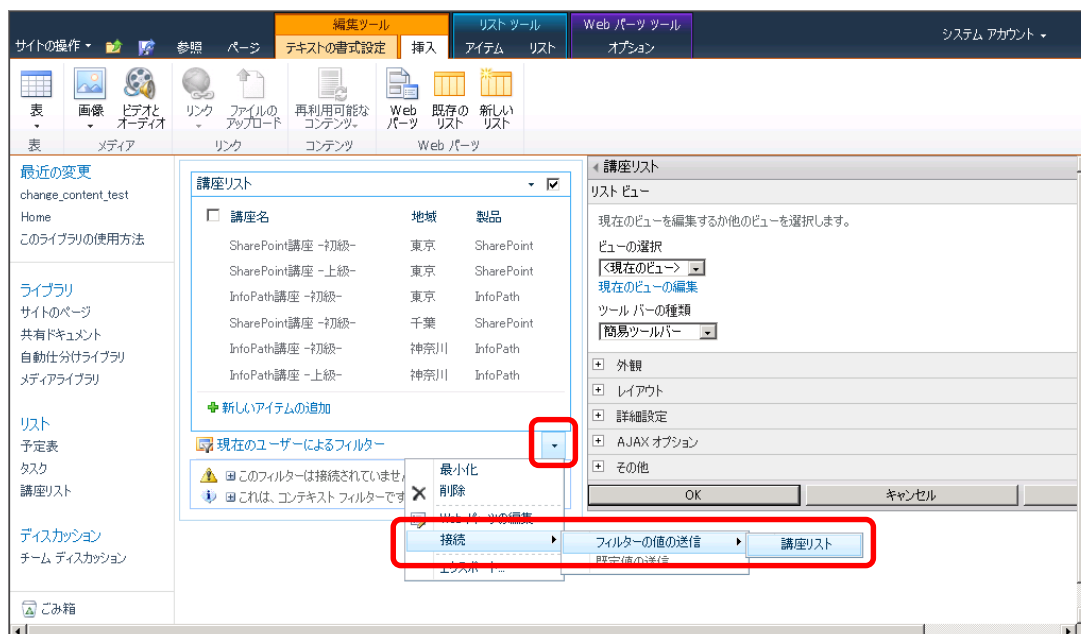 編集ツール リスト ツール Web パーツ ツール
サイトの操作 参照 ページ テキストの書式設定 挿入 アイテム リスト オプション システム アカウント
表 画像 ビデオと オーディオ リンク ファイルの アップロード 再利用可能な コンテンツ Web パーツ 既存の リスト 新しい リスト
表 メディア リンク コンテンツ Web パーツ
最近の変更
change_content_test
Home
このライブラリの使用方法
ライブラリ
サイトのページ
共有ドキュメント
自動仕分けライブラリ
メディアライブラリ
リスト
予定表
タスク
講座リスト
ディスカッション
チーム ディスカッション
ごみ箱
講座リスト
講座名 地域 製品
SharePoint講座 -初級- 東京 SharePoint
SharePoint講座 -上級- 東京 SharePoint
InfoPath講座 -初級- 東京 InfoPath
SharePoint講座 -初級- 千葉 SharePoint
InfoPath講座 -初級- 神奈川 InfoPath
InfoPath講座 -上級- 神奈川 InfoPath
新しいアイテムの追加
現在のユーザーによるフィルター
このフィルターは接続されていませ
これは、コンテキスト フィルターです
最小化
削除
Web パーツの編集
接続
エクスポート...
フィルターの値の送信
既定値の送信
講座リスト
講座リスト
リスト ビュー
現在のビューを編集するか他のビューを選択します。
ビューの選択
<現在のビュー>
現在のビューの編集
ツール バーの種類
簡易ツールバー
外観
レイアウト
詳細設定
AJAX オプション
その他
OK キャンセル